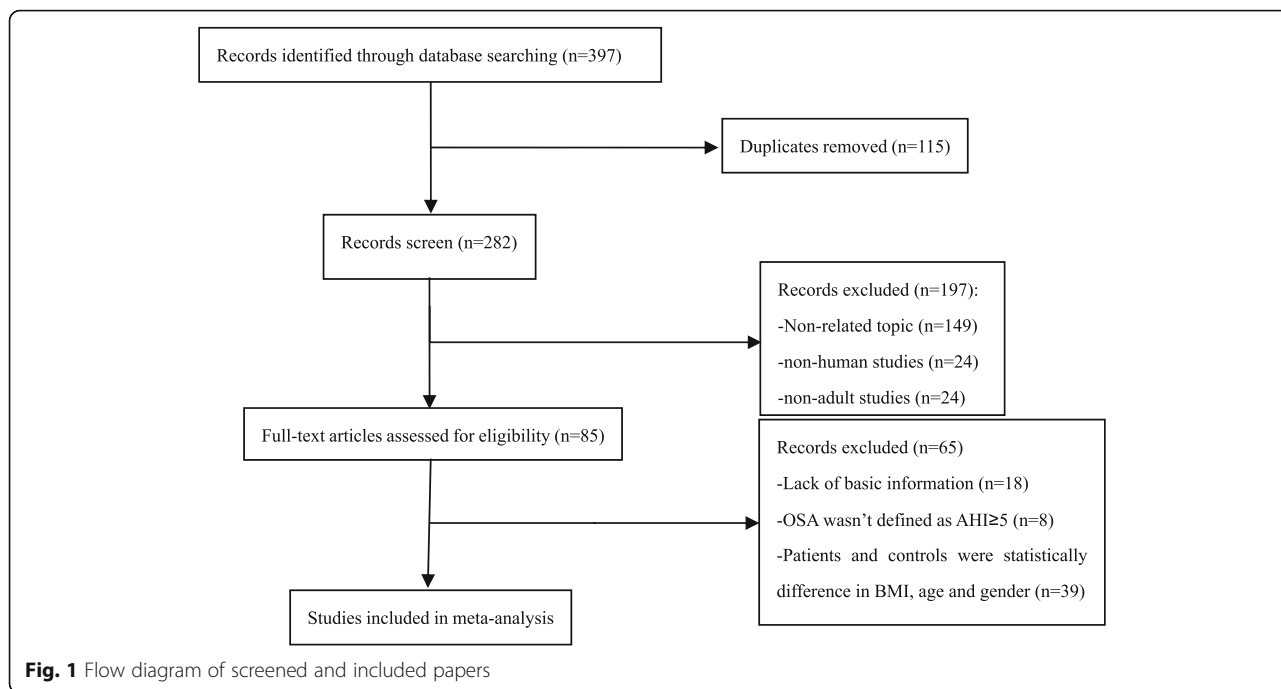 Records identified through database searching (n=397)
Duplicates removed (n=115)
Records screen (n=282)
Records excluded (n=197):
-Non-related topic (n=149)
-non-human studies (n=24)
-non-adult studies (n=24)
Full-text articles assessed for eligibility (n=85)
Records excluded (n=65)
-Lack of basic information (n=18)
-OSA wasn’t defined as AHI≥5 (n=8)
-Patients and controls were statistically
difference in BMI, age and gender (n=39)
Studies included in meta-analysis
Fig. 1 Flow diagram of screened and included papers